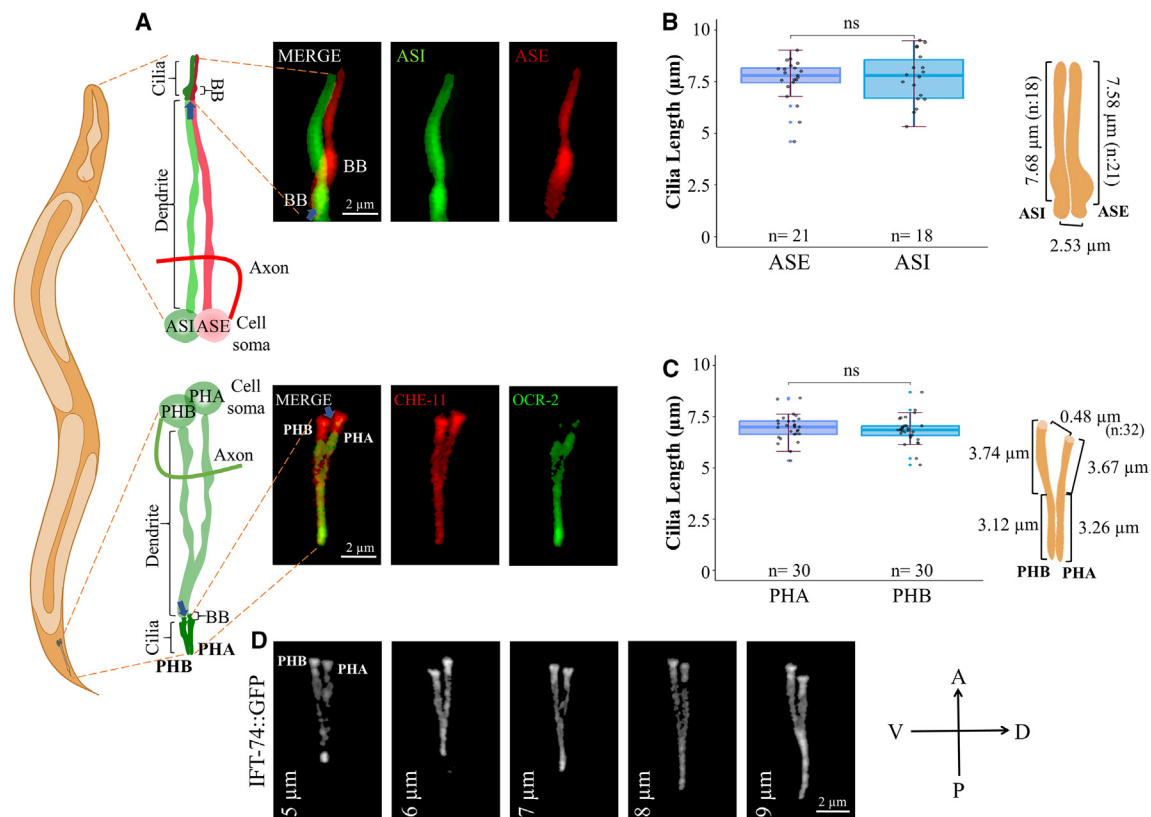 A
Cilia
BB
Dendrite
Axon
ASI
ASE
Cell
soma
MERGE
BB
BB
2 µm
ASI
ASE
PHA
PHB
Cell
soma
Axon
Dendrite
BB
Cilia
PHB
PHA
MERGE
PHB
PHA
2 µm
CHE-11
OCR-2
B
Cilia Length (µm)
10
7.5
5
2.5
0
ns
n= 21
n= 18
ASE
ASI
7.68 µm (n:18)
7.58 µm (n:21)
ASI
ASE
2.53 µm
C
Cilia Length (µm)
10
7.5
5
2.5
0
ns
n= 30
n= 30
PHA
PHB
0.48 µm
(n:32)
3.74 µm
3.67 µm
3.12 µm
3.26 µm
PHB
PHA
D
IFT-74::GFP
PHB
PHA
5 µm
6 µm
7 µm
8 µm
9 µm
2 µm
A
V
D
P